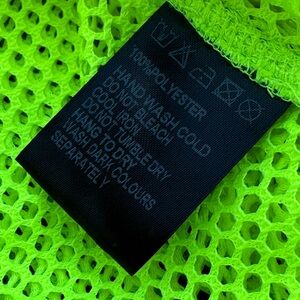 100%POLYESTER
HAND WASH COLD
DO NOT BLEACH
COOL IRON
DO NOT TUMBLE DRY
HANG TO DRY
WASH DARK COLOURS
SEPARATELY